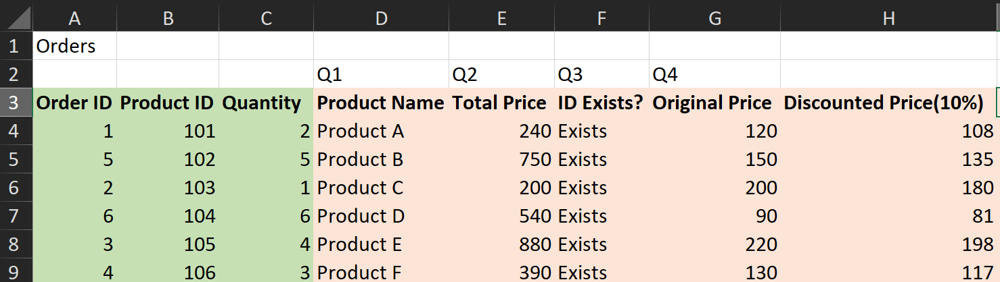 A B C D E F G H
1 Orders
2 Q1 Q2 Q3 Q4
3 Order ID Product ID Quantity Product Name Total Price ID Exists? Original Price Discounted Price(10%)
4 1 101 2 Product A 240 Exists 120 108
5 5 102 5 Product B 750 Exists 150 135
6 2 103 1 Product C 200 Exists 200 180
7 6 104 6 Product D 540 Exists 90 81
8 3 105 4 Product E 880 Exists 220 198
9 4 106 3 Product F 390 Exists 130 117